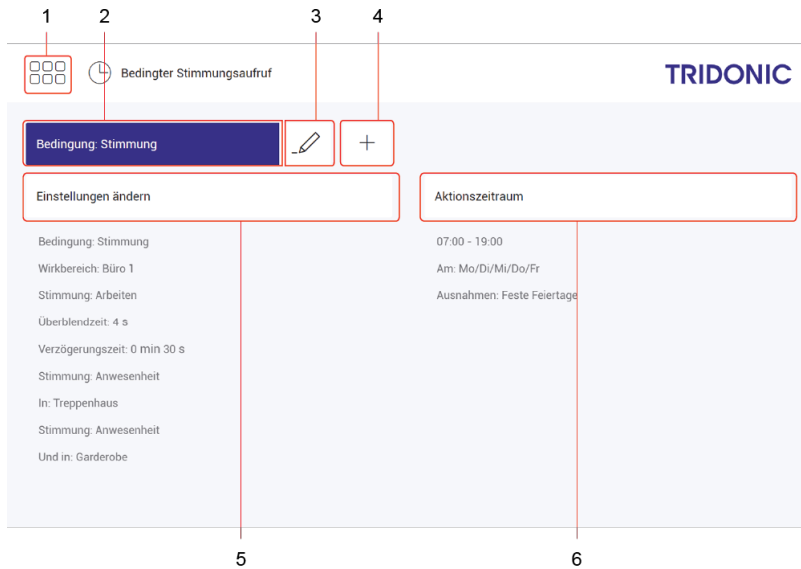 1 2 3 4
Bedingter Stimmungsaufruf
TRIDONIC
Bedingung: Stimmung
Einstellungen ändern
Aktionszeitraum
Bedingung: Stimmung
07:00 - 19:00
Wirkbereich: Büro 1
Am: Mo/Di/Mi/Do/Fr
Stimmung: Arbeiten
Ausnahmen: Feste Feiertage
Überblendzeit: 4 s
Verzögerungszeit: 0 min 30 s
Stimmung: Anwesenheit
In: Treppenhaus
Stimmung: Anwesenheit
Und in: Garderobe
5 6